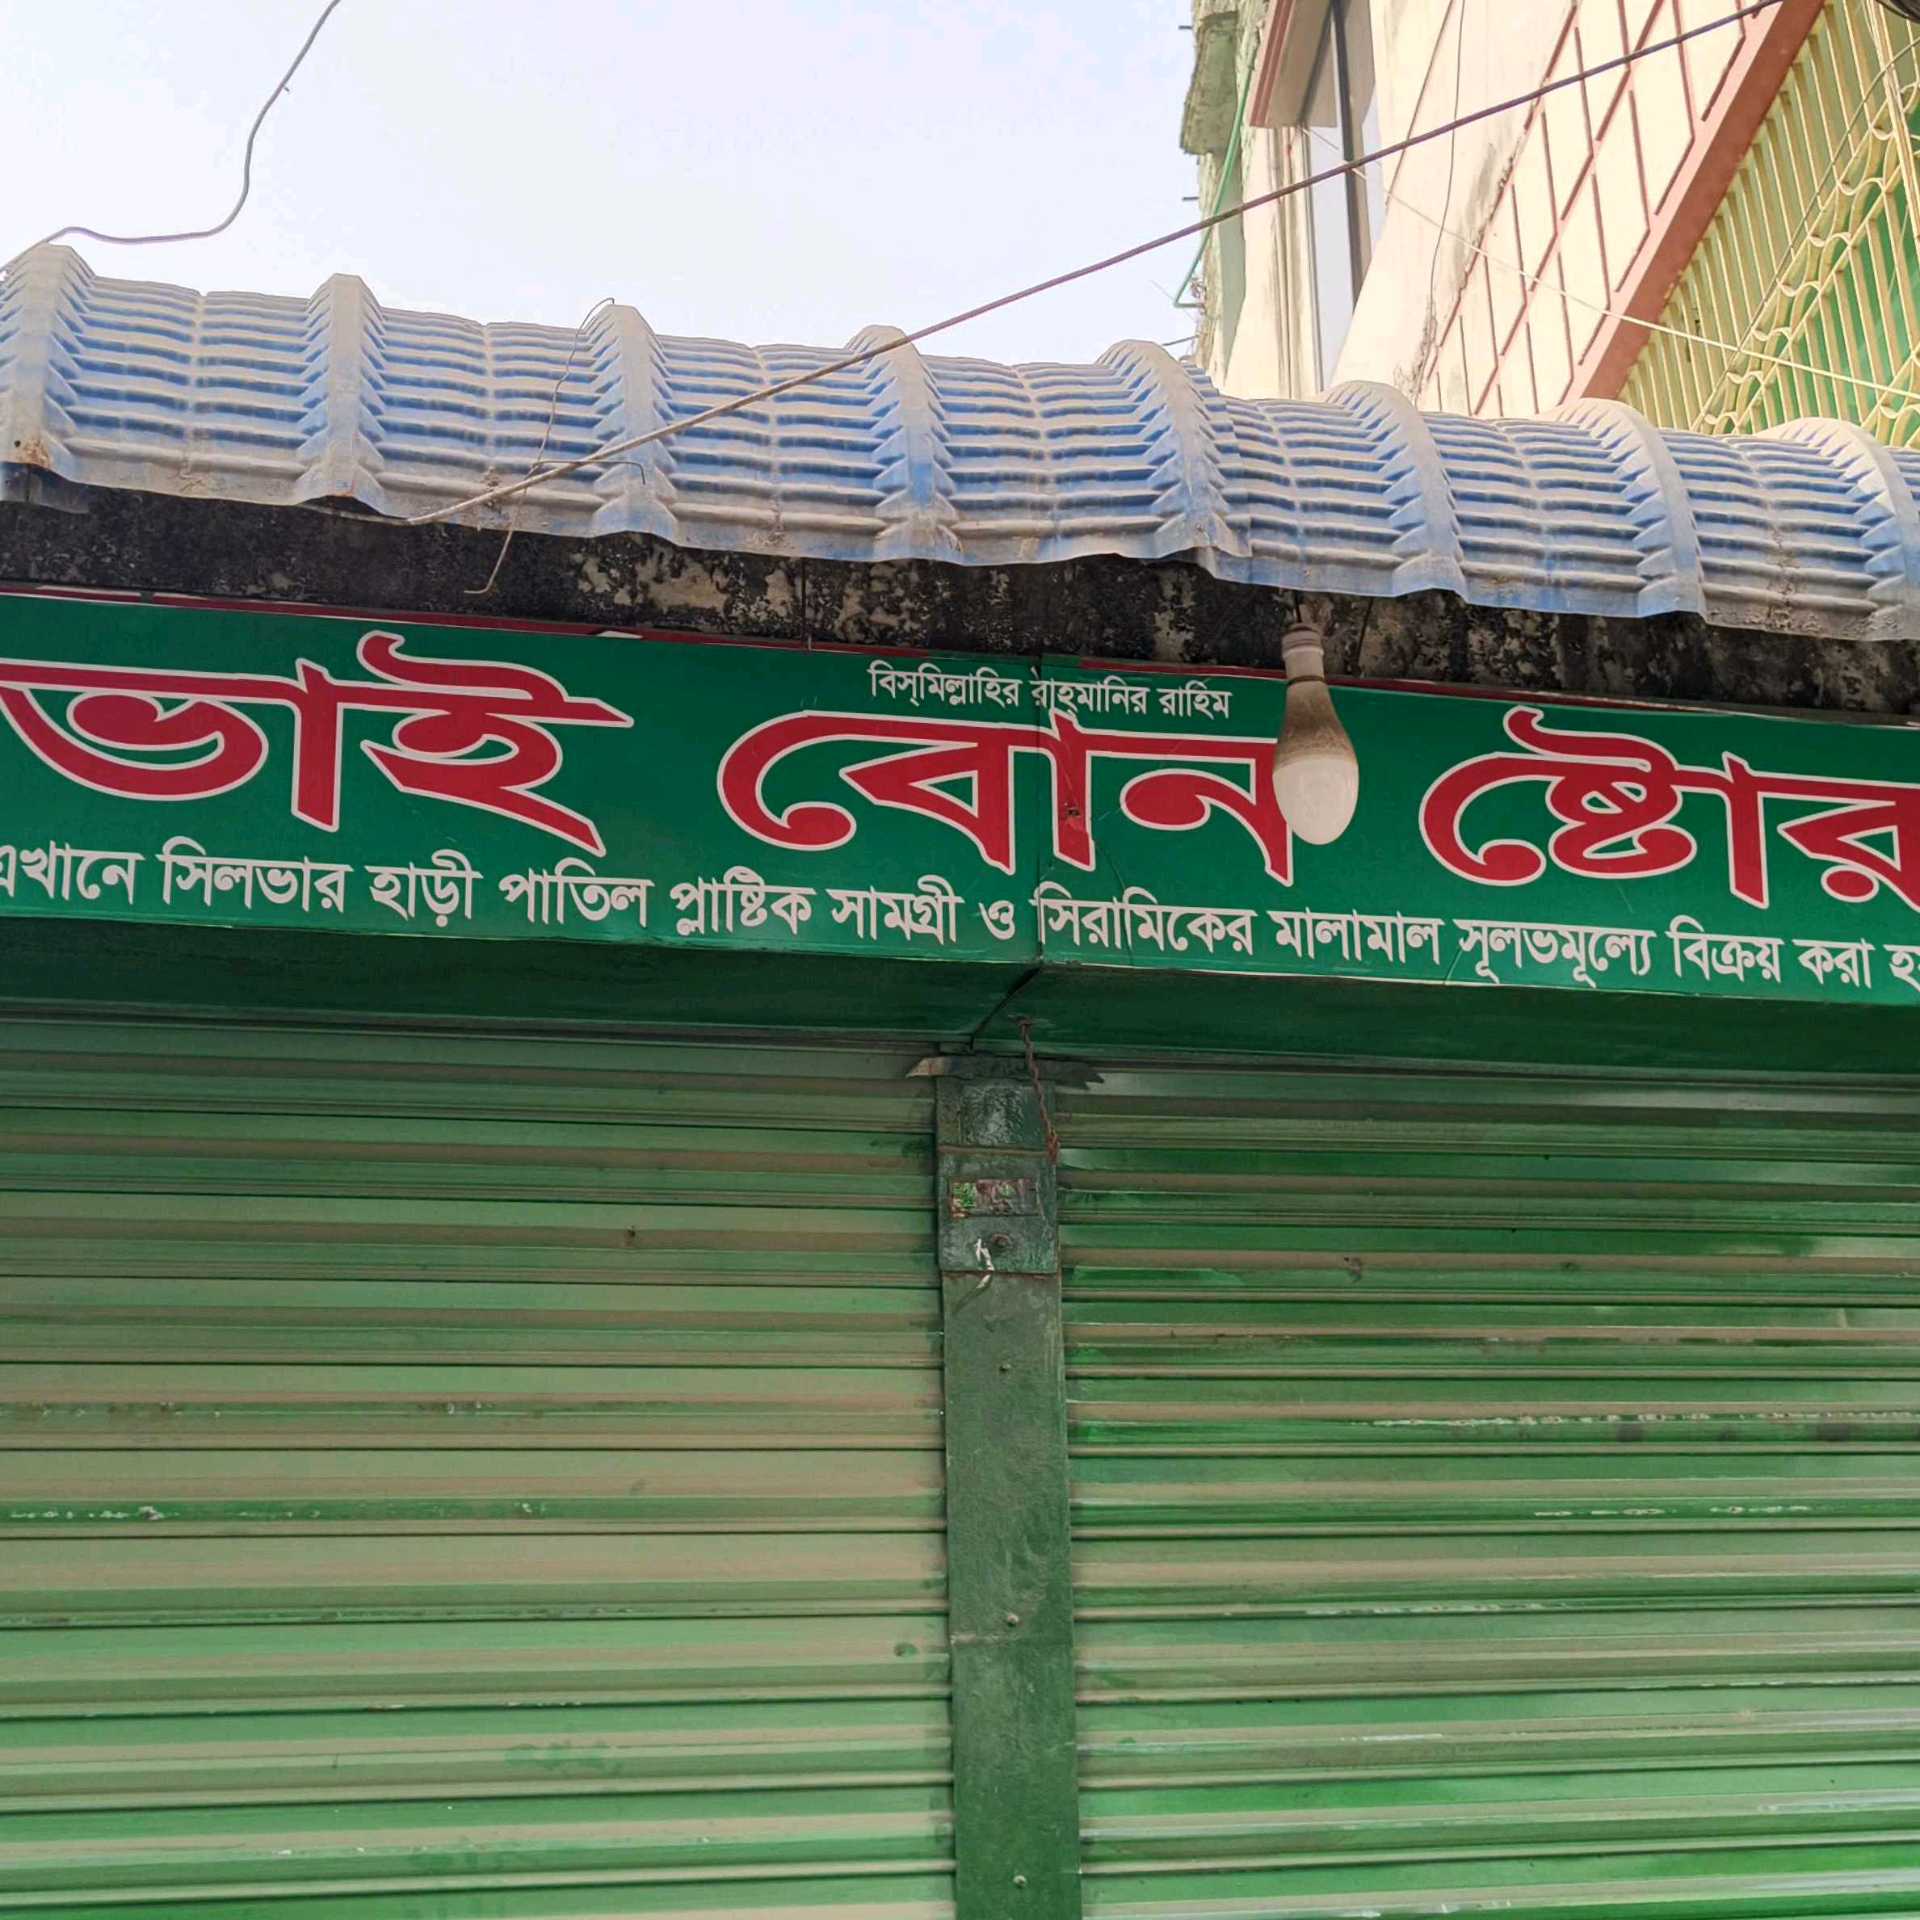 বিস্‌মিল্লাহির রাহ্‌মানির রাহিম
ভাই বোন ষ্টোর
এখানে সিলভার হাড়ী পাতিল প্লাষ্টিক সামগ্রী ও সিরামিকের মালামাল সূলভমূল্যে বিক্রয় করা